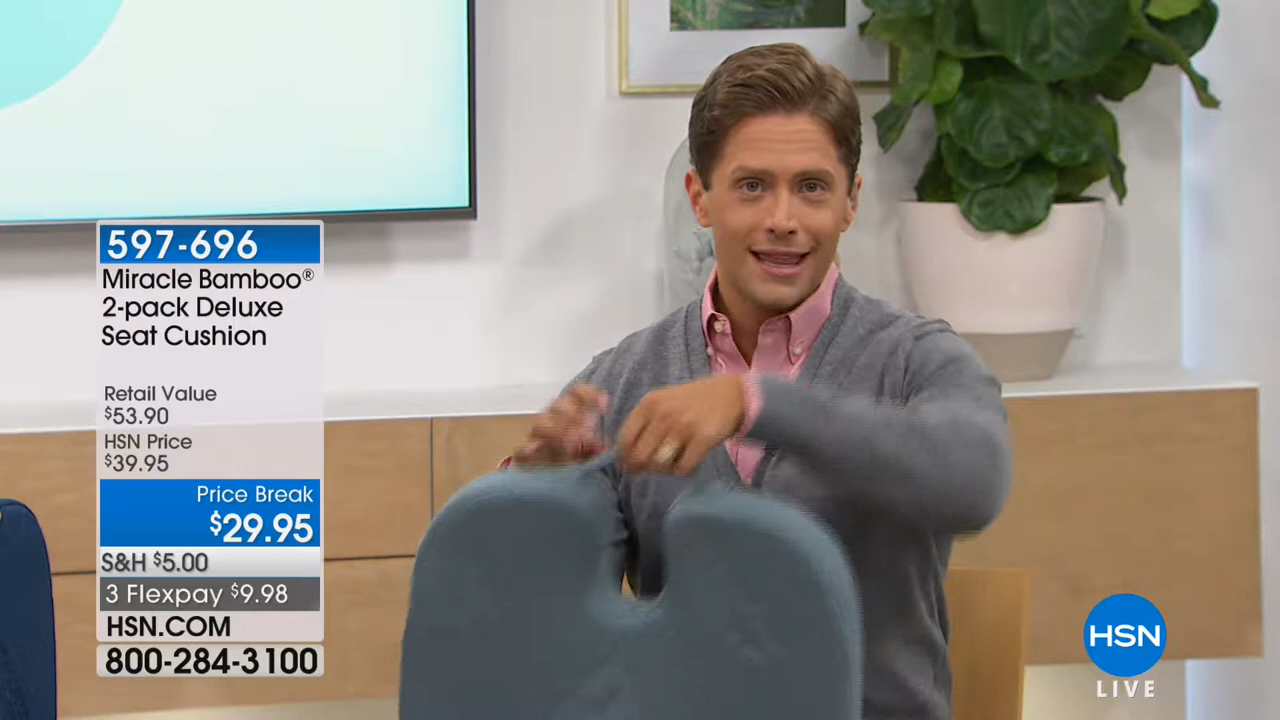 597-696
Miracle Bamboo®
2-pack Deluxe
Seat Cushion
Retail Value
$53.90
HSN Price
$39.95
Price Break
$29.95
S&H $5.00
3 Flexpay $9.98
HSN.COM
800-284-3100
HSN
LIVE